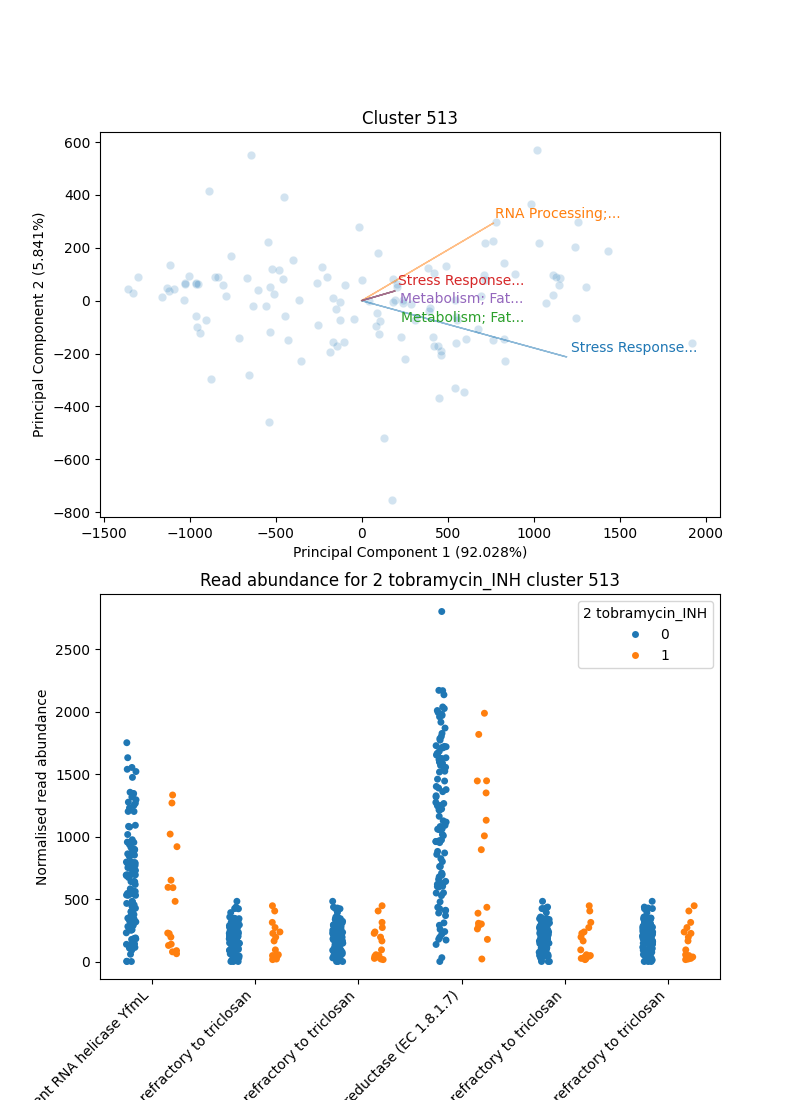 Cluster 513
Principal Component 2 (5.841%)
600
400
200
0
−200
−400
−600
−800
RNA Processing;...
Stress Response...
Metabolism; Fat...
Metabolism; Fat...
Stress Response...
−1500
−1000
−500
0
500
1000
1500
2000
Principal Component 1 (92.028%)
Read abundance for 2 tobramycin_INH cluster 513
Normalised read abundance
2500
2000
1500
1000
500
0
2 tobramycin_INH
0
1
RNA helicase YfmL
refractory to triclosan
refractory to triclosan
reductase (EC 1.8.1.7)
refractory to triclosan
refractory to triclosan